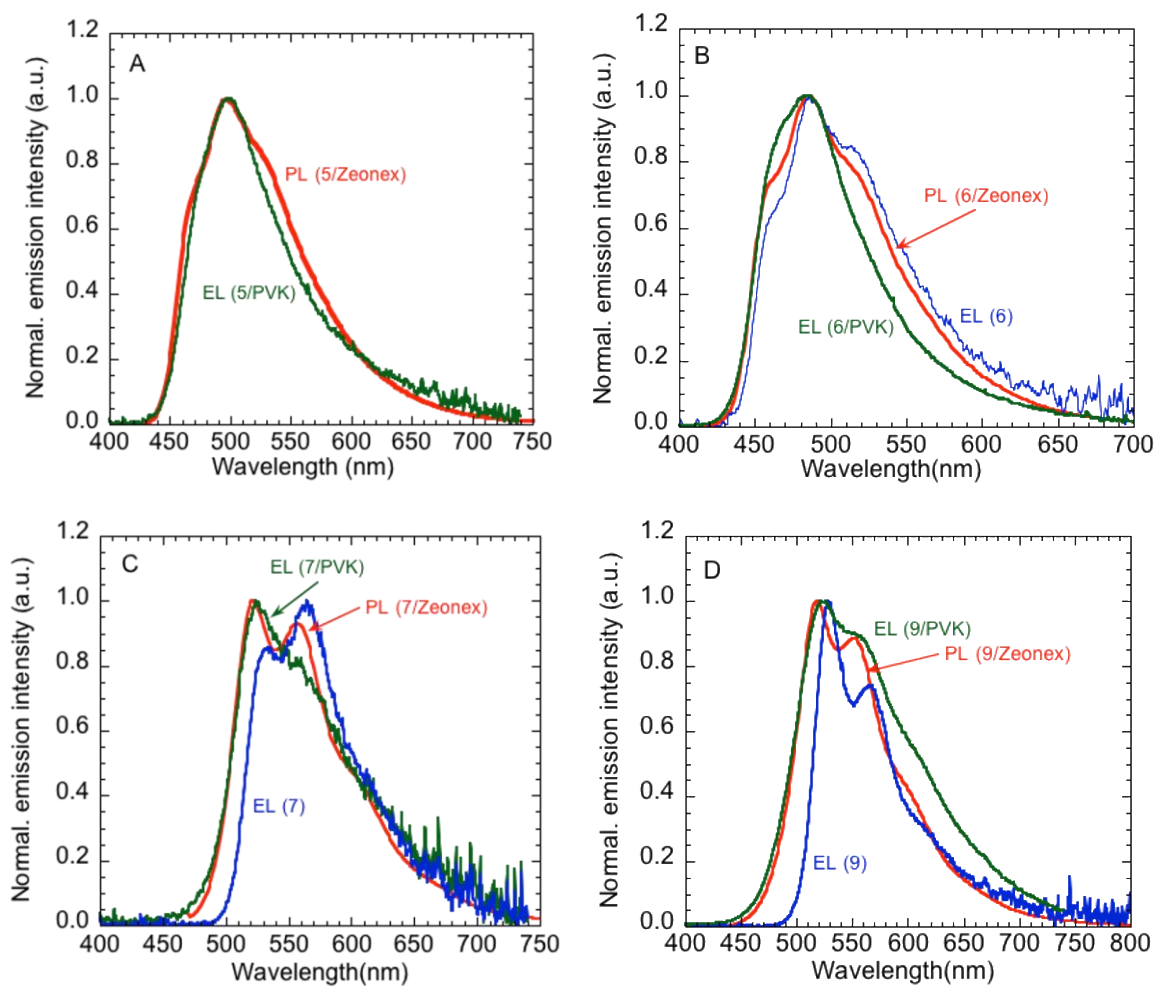 A
Normal. emission intensity (a.u.)
1.2
1.0
0.8
0.6
0.4
0.2
0.0
PL (5/Zeonex)
EL (5/PVK)
400 450 500 550 600 650 700 750
Wavelength (nm)
B
Normal. emission intensity (a.u.)
1.2
1.0
0.8
0.6
0.4
0.2
0.0
PL (6/Zeonex)
EL (6/PVK)
EL (6)
400 450 500 550 600 650 700
Wavelength(nm)
C
Normal. emission intensity (a.u.)
1.2
1.0
0.8
0.6
0.4
0.2
0.0
EL (7/PVK)
PL (7/Zeonex)
EL (7)
400 450 500 550 600 650 700 750
Wavelength(nm)
D
Normal. emission intensity (a.u.)
1.2
1.0
0.8
0.6
0.4
0.2
0.0
EL (9/PVK)
PL (9/Zeonex)
EL (9)
400 450 500 550 600 650 700 750 800
Wavelength(nm)